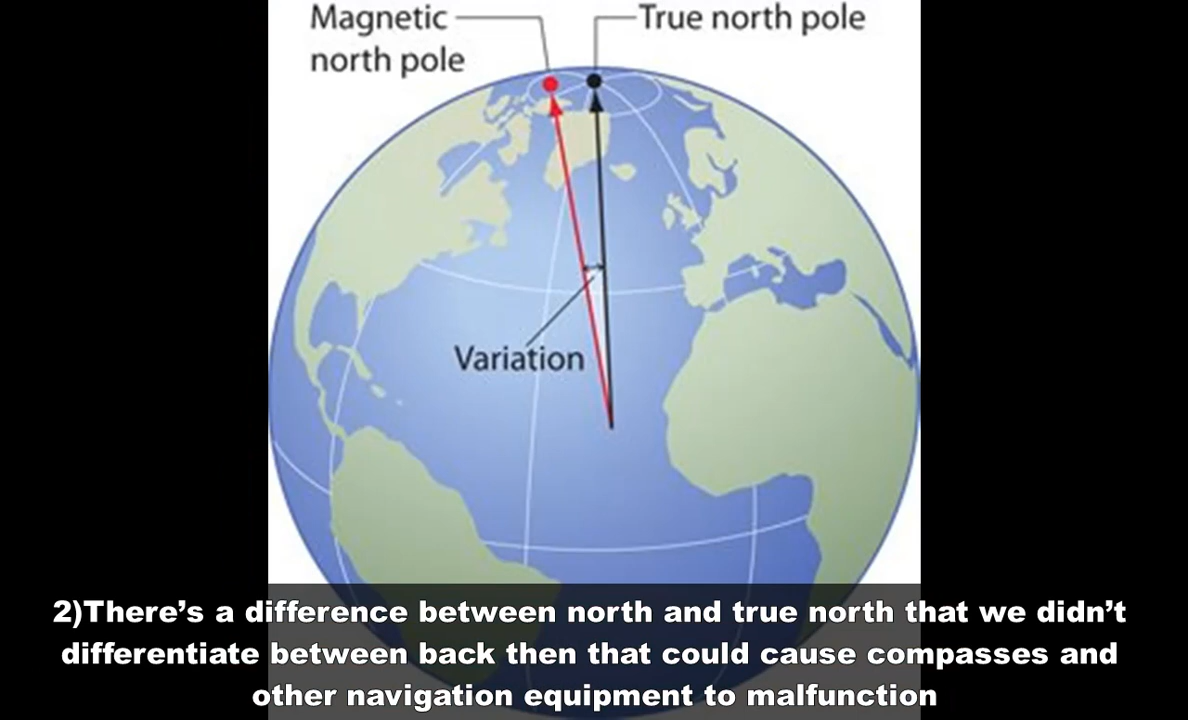 Magnetic
north pole
True north pole
Variation
2)There’s a difference between north and true north that we didn’t
differentiate between back then that could cause compasses and
other navigation equipment to malfunction